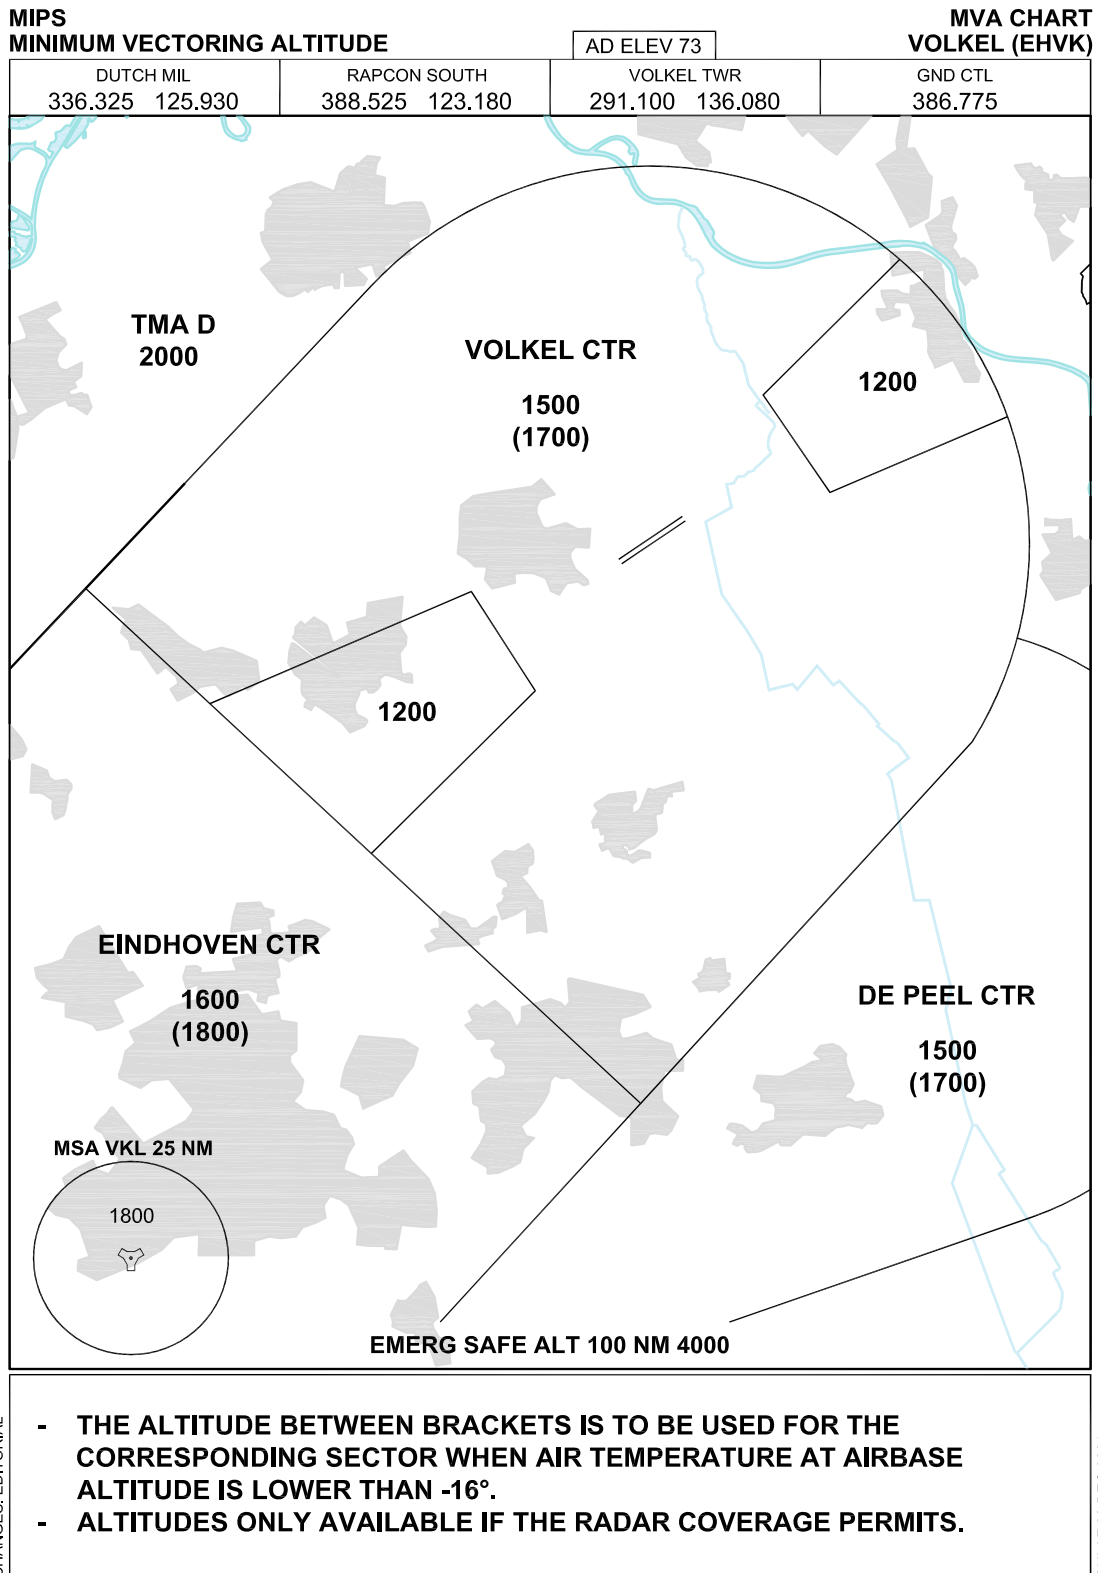 MIPS
MINIMUM VECTORING ALTITUDE
AD ELEV 73
MVA CHART
VOLKEL (EHVK)
DUTCH MIL
336.325 125.930
RAPCON SOUTH
388.525 123.180
VOLKEL TWR
291.100 136.080
GND CTL
386.775
TMA D
2000
VOLKEL CTR
1500
(1700)
1200
1200
EINDHOVEN CTR
1600
(1800)
DE PEEL CTR
1500
(1700)
MSA VKL 25 NM
1800
EMERG SAFE ALT 100 NM 4000
- THE ALTITUDE BETWEEN BRACKETS IS TO BE USED FOR THE
CORRESPONDING SECTOR WHEN AIR TEMPERATURE AT AIRBASE
ALTITUDE IS LOWER THAN -16°.
- ALTITUDES ONLY AVAILABLE IF THE RADAR COVERAGE PERMITS.